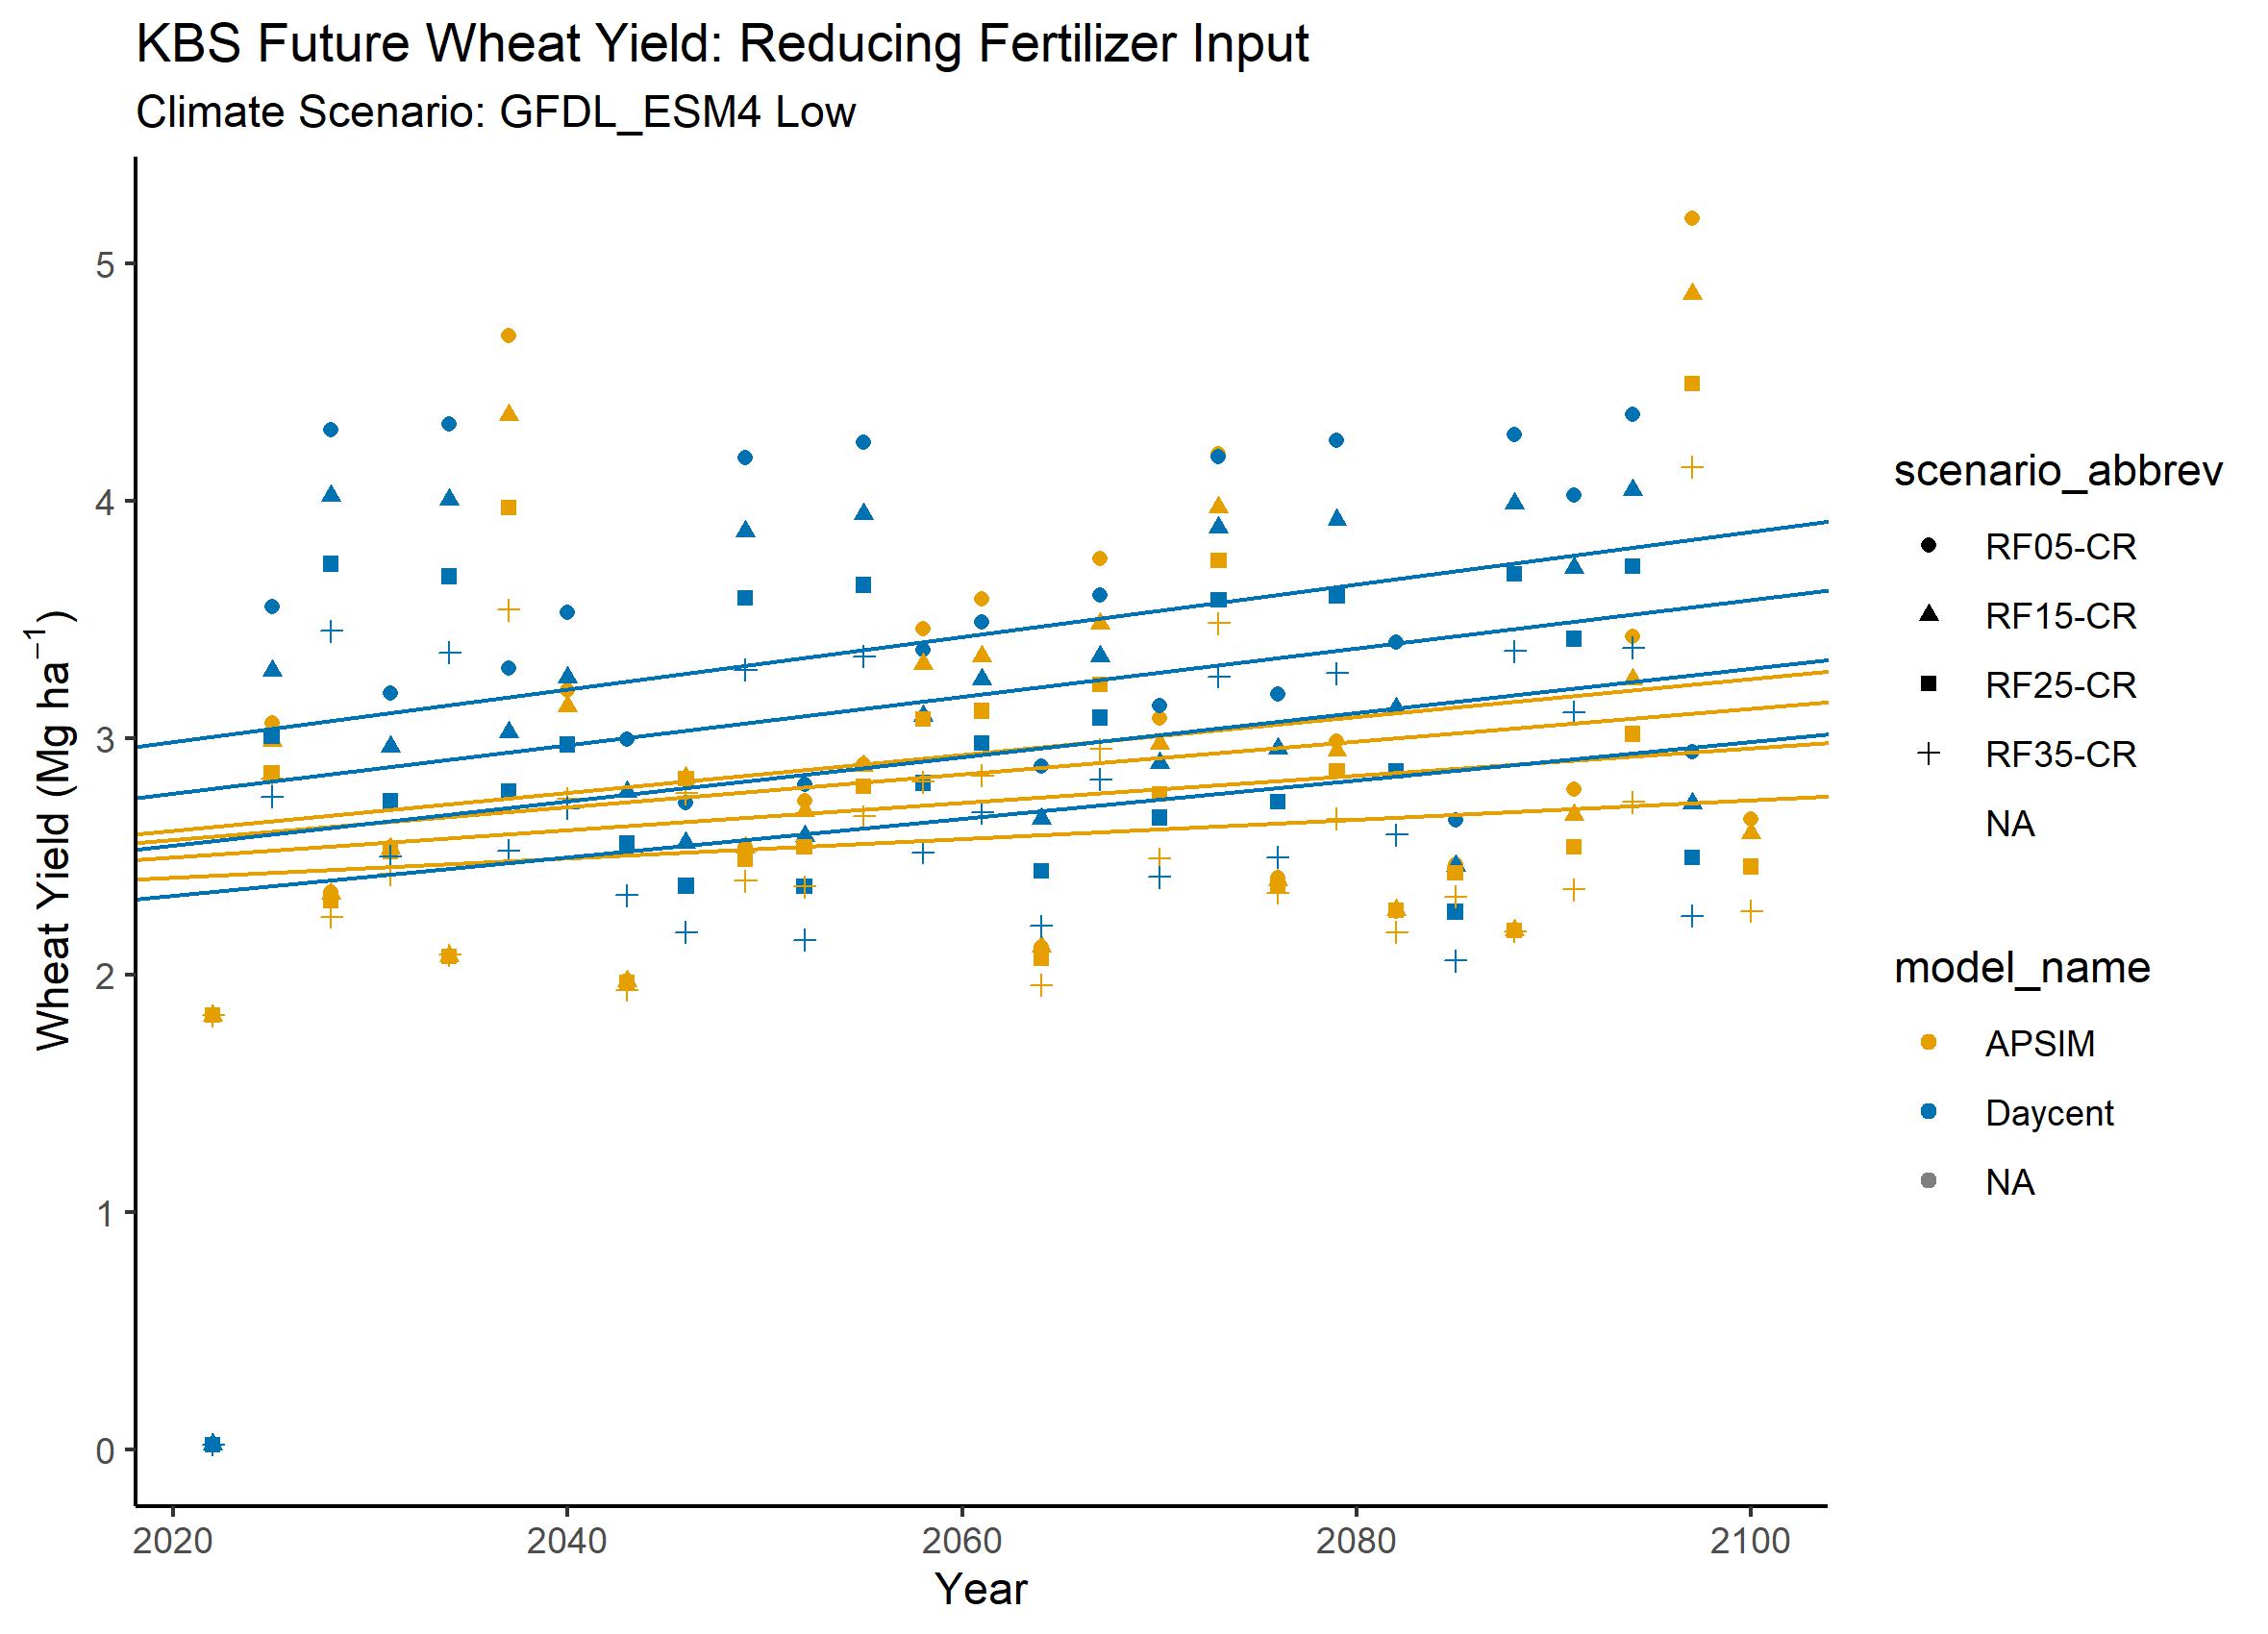 KBS Future Wheat Yield: Reducing Fertilizer Input
Climate Scenario: GFDL_ESM4 Low
Wheat Yield (Mg ha⁻¹)
5
4
3
2
1
0
2020 2040 2060 2080 2100
Year
scenario_abbrev
RF05-CR
RF15-CR
RF25-CR
RF35-CR
NA
model_name
APSIM
Daycent
NA